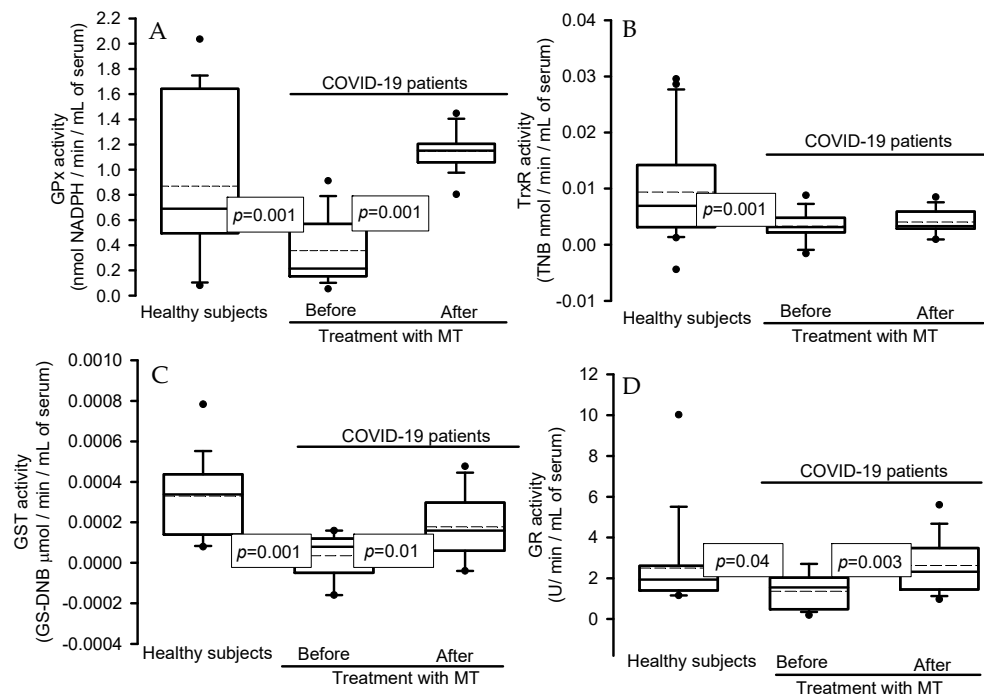 A
GPx activity
(nmol NADPH / min / mL of serum)
2.2
2.0
1.8
1.6
1.4
1.2
1.0
0.8
0.6
0.4
0.2
0.0
COVID-19 patients
p=0.001
p=0.001
Healthy subjects
Before
After
Treatment with MT
B
TrxR activity
(TNB nmol / min / mL of serum)
0.04
0.03
0.02
0.01
0.00
-0.01
COVID-19 patients
p=0.001
Healthy subjects
Before
After
Treatment with MT
C
GST activity
(GS-DNB μmol / min / mL of serum)
0.0010
0.0008
0.0006
0.0004
0.0002
0.0000
-0.0002
-0.0004
COVID-19 patients
p=0.001
p=0.01
Healthy subjects
Before
After
Treatment with MT
D
GR activity
(U/ min / mL of serum)
12
10
8
6
4
2
0
COVID-19 patients
p=0.04
p=0.003
Healthy subjects
Before
After
Treatment with MT